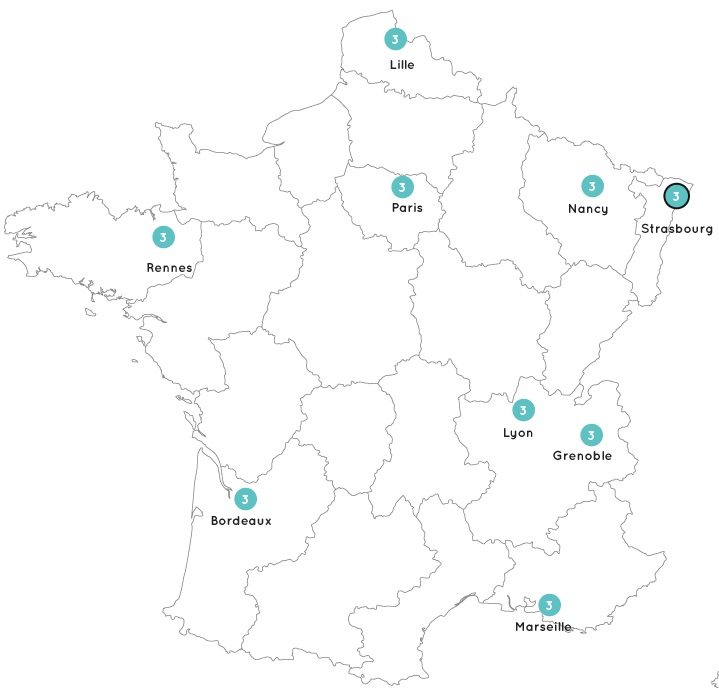 3
Lille
3
Paris
3
Nancy
3
Strasbourg
3
Rennes
3
Lyon
3
Grenoble
3
Bordeaux
3
Marseille